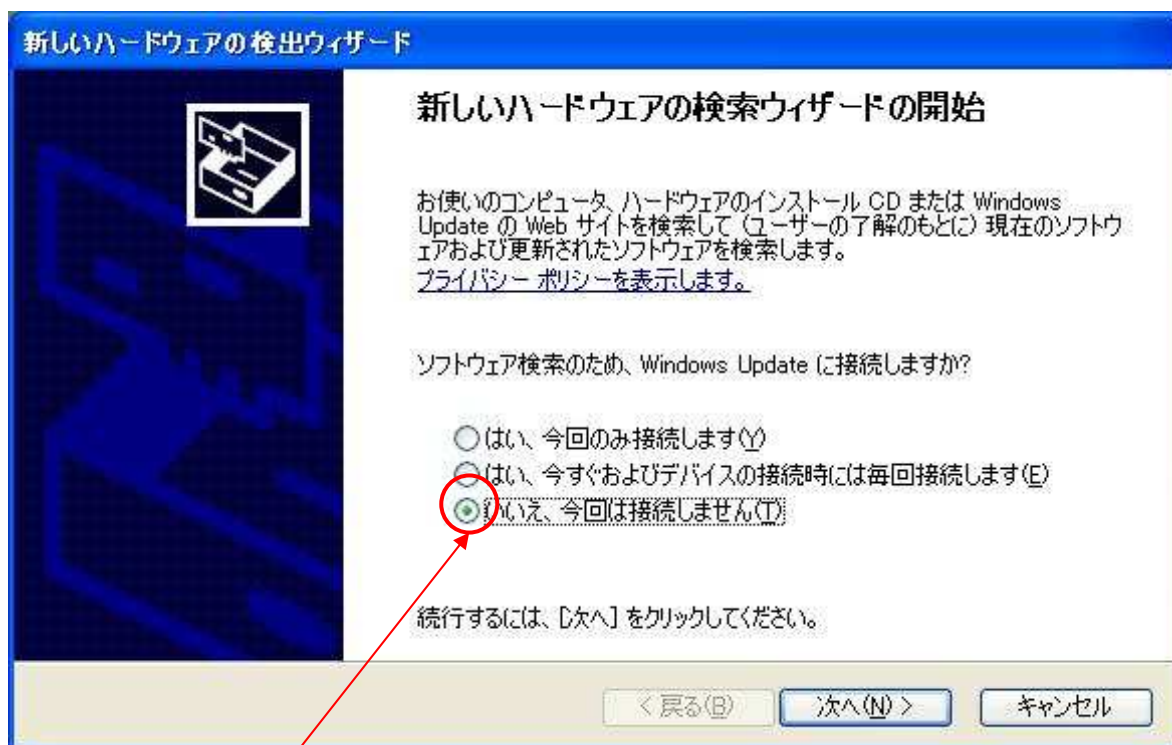 新しいハードウェアの検出ウィザード
新しいハードウェアの検索ウィザードの開始
お使いのコンピュータ、ハードウェアのインストール CD または Windows
Update の Web サイトを検索して (ユーザーの了解のもとに) 現在のソフトウ
ェアおよび更新されたソフトウェアを検索します。
プライバシー ポリシーを表示します。
ソフトウェア検索のため、Windows Update に接続しますか?
はい、今回のみ接続します(Y)
はい、今すぐおよびデバイスの接続時には毎回接続します(E)
いいえ、今回は接続しません(T)
続行するには、[次へ] をクリックしてください。
< 戻る(B)
次へ(N) >
キャンセル